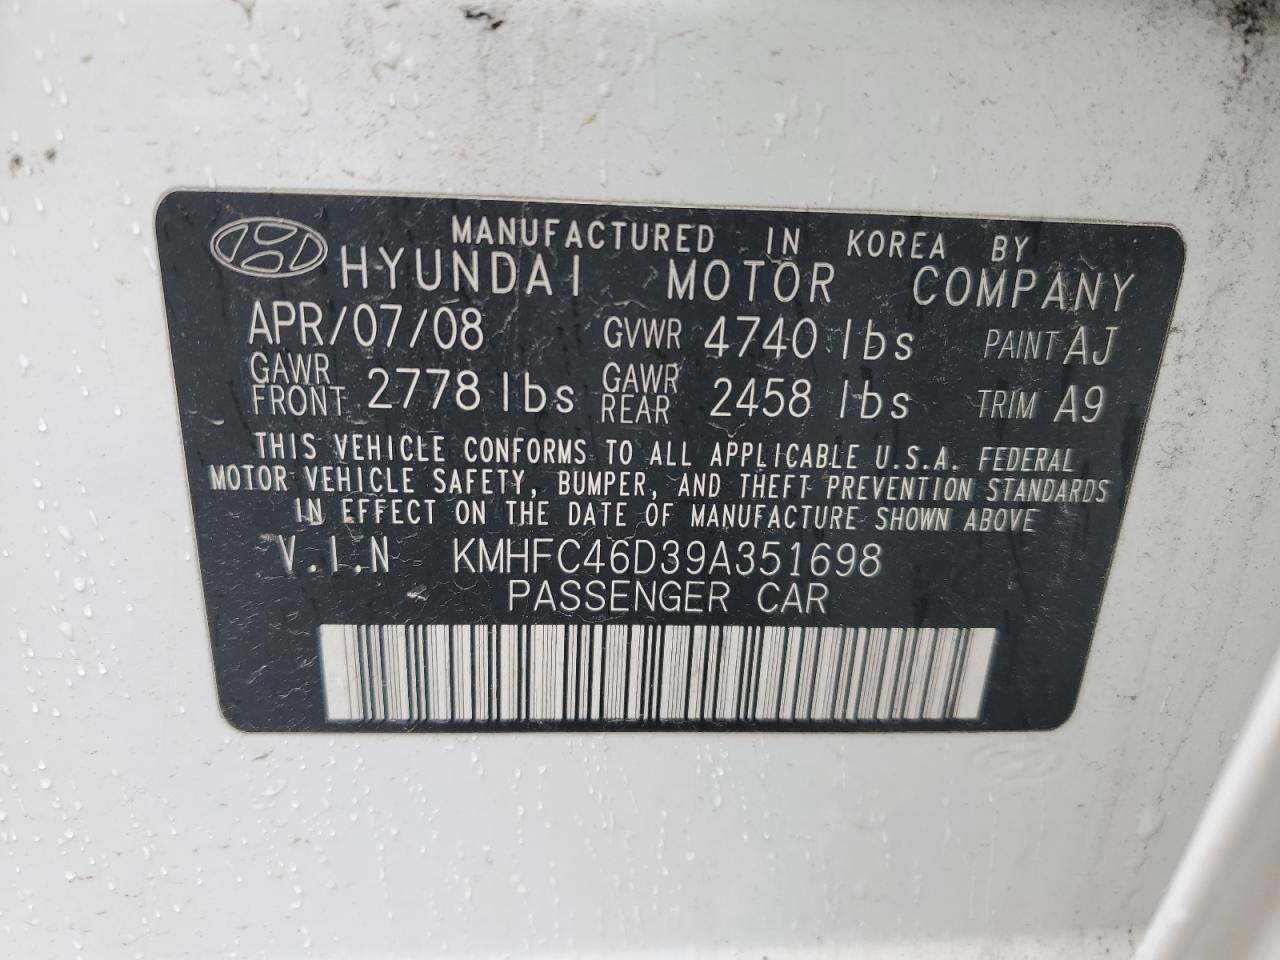 MANUFACTURED IN KOREA BY
HYUNDAI MOTOR COMPANY
APR/07/08 GVWR 4740 lbs PAINT AJ
GAWR FRONT 2778 lbs GAWR REAR 2458 lbs TRIM A9
THIS VEHICLE CONFORMS TO ALL APPLICABLE U.S.A. FEDERAL
MOTOR VEHICLE SAFETY, BUMPER, AND THEFT PREVENTION STANDARDS
IN EFFECT ON THE DATE OF MANUFACTURE SHOWN ABOVE
V.I.N KMHFC46D39A351698
PASSENGER CAR